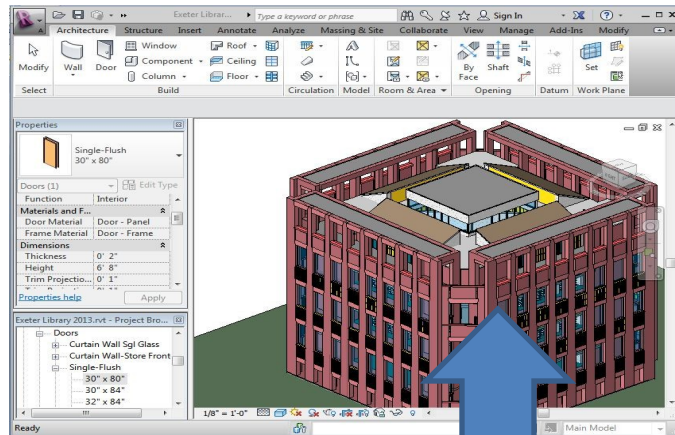 Exeter Librar... Type a keyword or phrase Sign In
Architecture Structure Insert Annotate Analyze Massing & Site Collaborate View Manage Add-Ins Modify
Modify Wall Door Window Component Column Roof Ceiling Floor By Face Shaft Set
Select Build Circulation Model Room & Area Opening Datum Work Plane
Properties
Single-Flush
30" x 80"
Doors (1) Edit Type
Function Interior
Materials and F...
Door Material Door - Panel
Frame Material Door - Frame
Dimensions
Thickness 0' 2"
Height 6' 8"
Trim Projectio... 0' 1"
Properties help Apply
Exeter Library 2013.rvt - Project Bro...
Doors
Curtain Wall Sgl Glass
Curtain Wall-Store Front
Single-Flush
30" x 80"
30" x 84"
32" x 84"
1/8" = 1'-0"
Ready Main Model